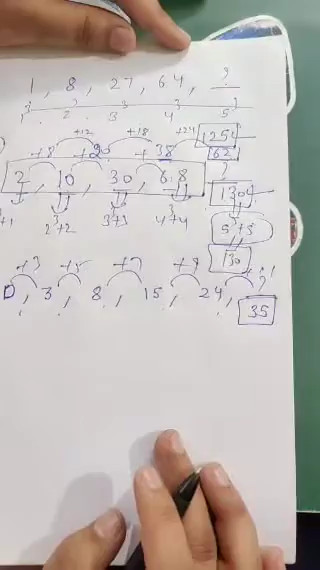 1, 8, 27, 64, ?
1³ 2³ 3³ 4³ 5³
+12 +18 +24 125
+8 +20 + 38 62
2, 10, 30, 68 ?
130
2³+2 3³+3 4³+4 5³+5
130
+3 +5 +7 +9 +11
0, 3, 8, 15, 24, ?
35